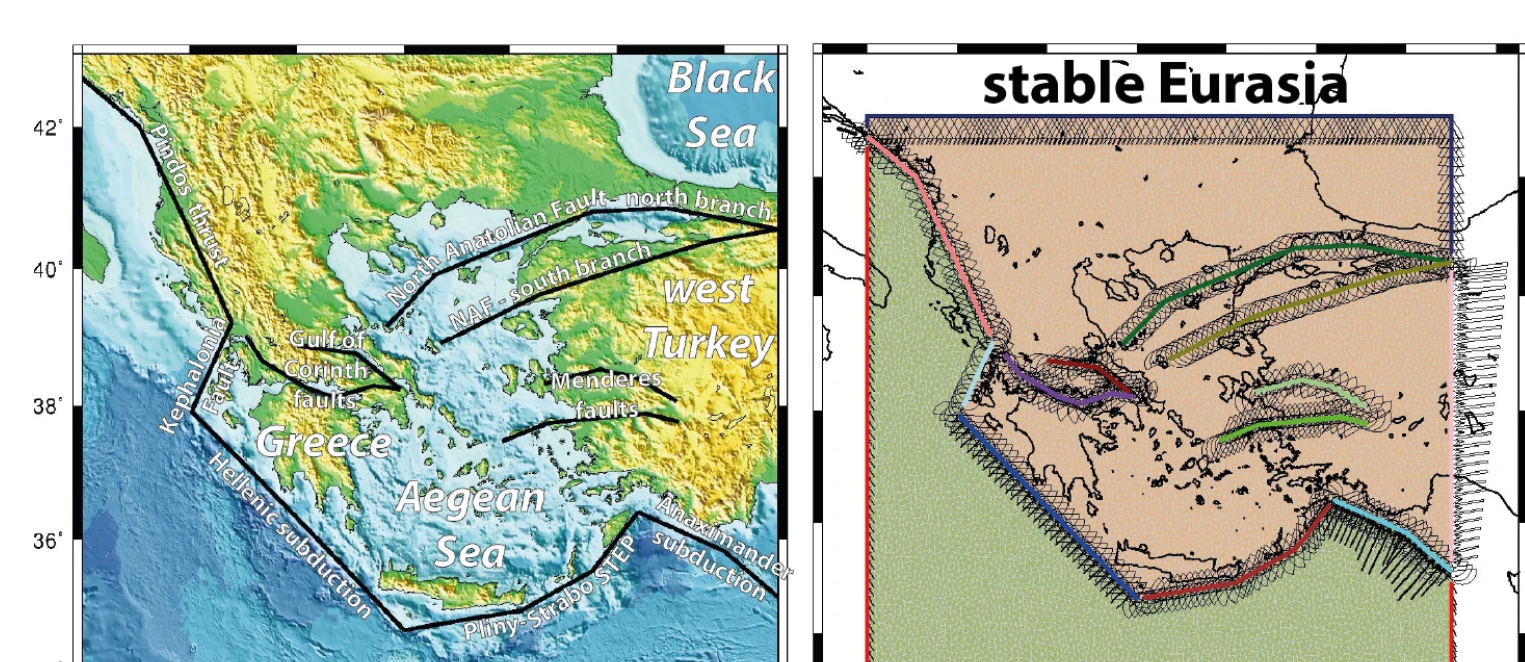 Black
Sea
42°
Pindos thrust
North Anatolian Fault - north branch
40°
NAF - south branch
west
Turkey
Gulf of
Corinth
faults
Kephalonia
Fault
Menderes
faults
38°
Greece
Hellenic subduction
Aegean
Sea
Anaximander
subduction
36°
Pliny-Strabo STEP
stable Eurasia